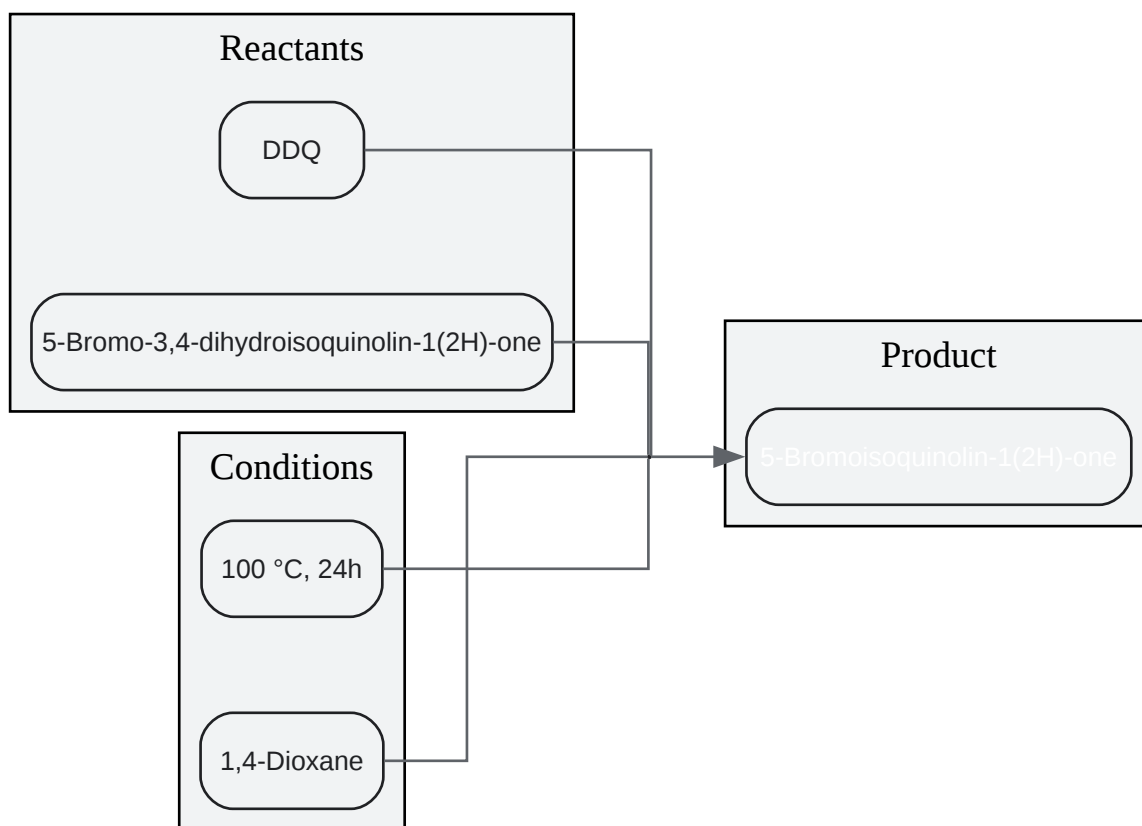 Reactants
DDQ
5-Bromo-3,4-dihydroisoquinolin-1(2H)-one
Conditions
100 °C, 24h
1,4-Dioxane
Product
5-Bromoisoquinolin-1(2H)-one